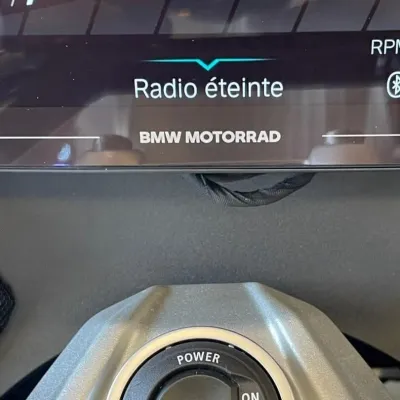 RPM
Radio éteinte
BMW MOTORRAD
POWER
ON